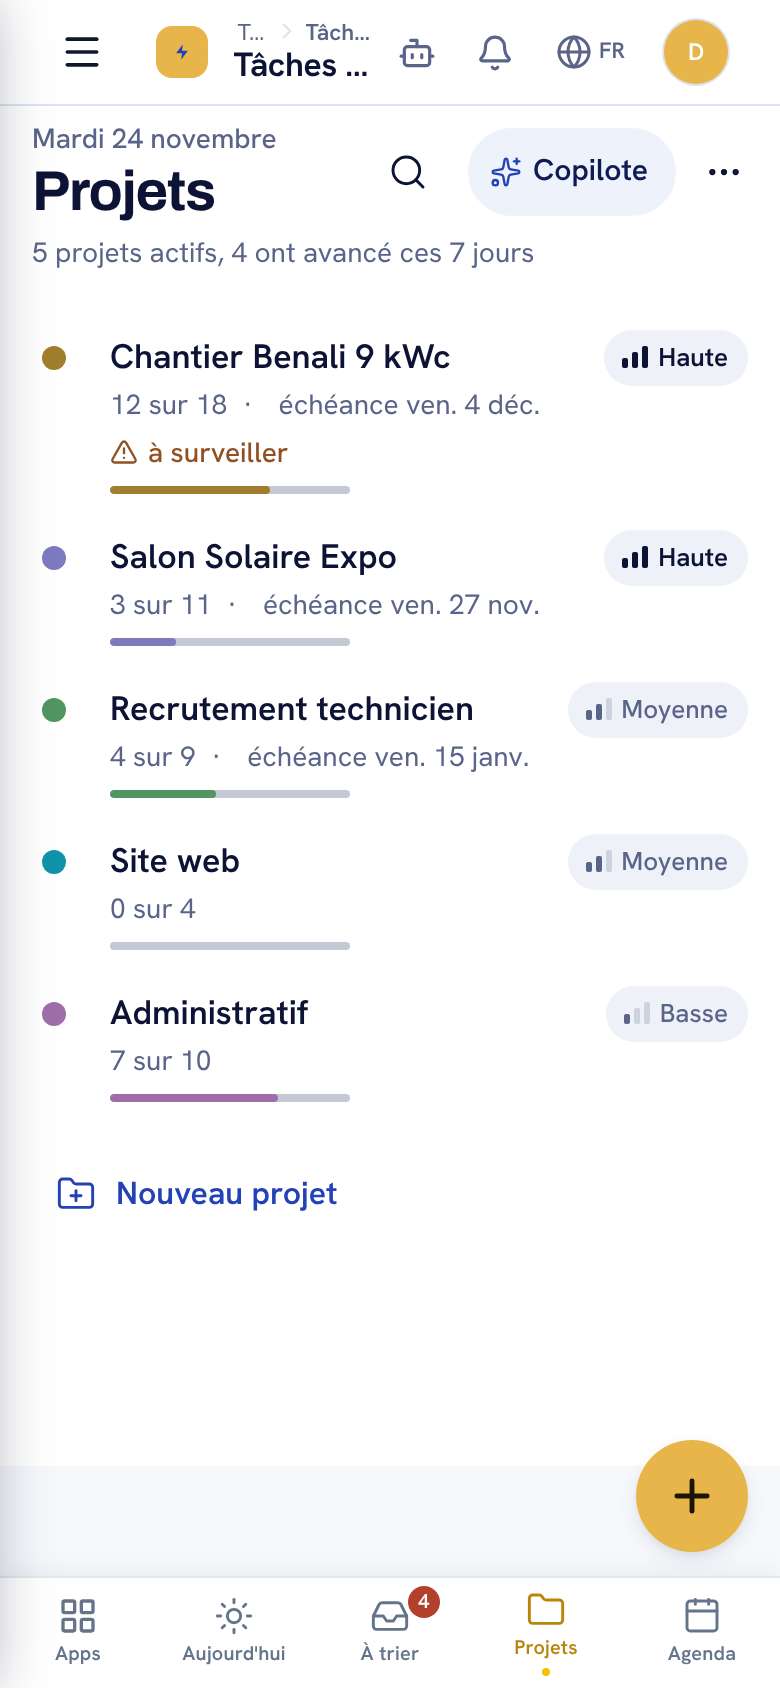 T... > Tâch...
Tâches ...
FR
D
Mardi 24 novembre
Projets
Copilote
5 projets actifs, 4 ont avancé ces 7 jours
Chantier Benali 9 kWc
Haute
12 sur 18 · échéance ven. 4 déc.
à surveiller
Salon Solaire Expo
Haute
3 sur 11 · échéance ven. 27 nov.
Recrutement technicien
Moyenne
4 sur 9 · échéance ven. 15 janv.
Site web
Moyenne
0 sur 4
Administratif
Basse
7 sur 10
Nouveau projet
4
Apps
Aujourd'hui
À trier
Projets
Agenda